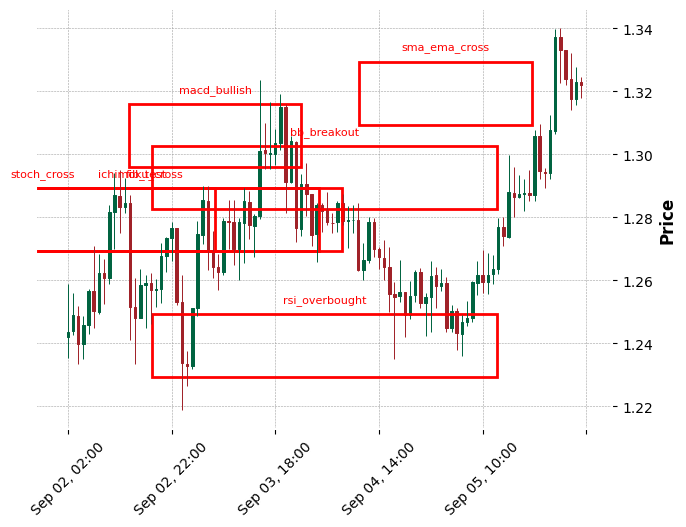 sma_ema_cross
macd_bullish
bb_breakout
stoch_cross
rsi_overbought
1.34
1.32
1.30
1.28
1.26
1.24
1.22
Price
Sep 02, 02:00
Sep 02, 22:00
Sep 03, 18:00
Sep 04, 14:00
Sep 05, 10:00